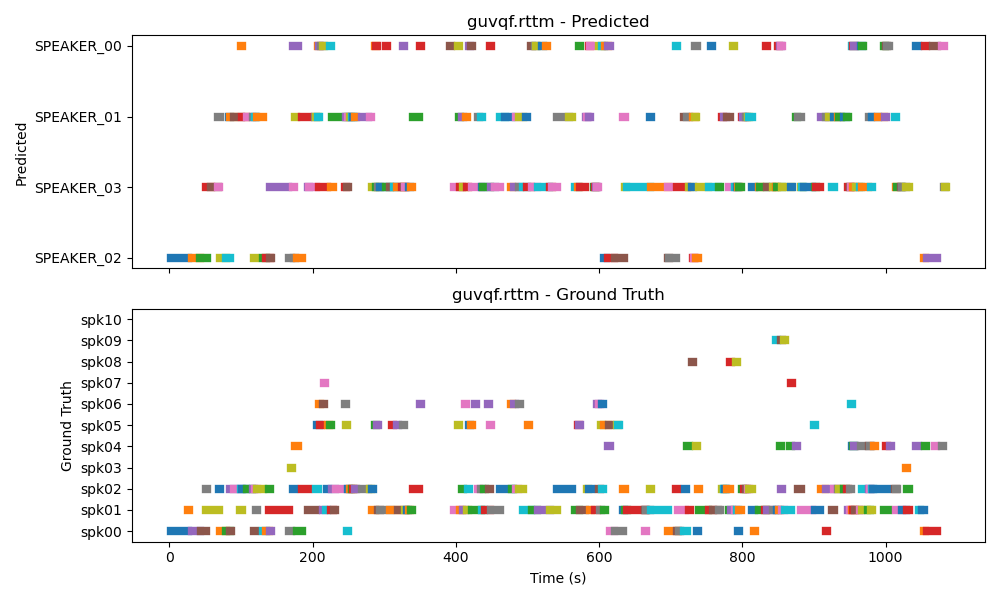 guvqf.rttm - Predicted
SPEAKER_00
SPEAKER_01
SPEAKER_03
SPEAKER_02
Predicted
guvqf.rttm - Ground Truth
spk10
spk09
spk08
spk07
spk06
spk05
spk04
spk03
spk02
spk01
spk00
Ground Truth
0 200 400 600 800 1000
Time (s)